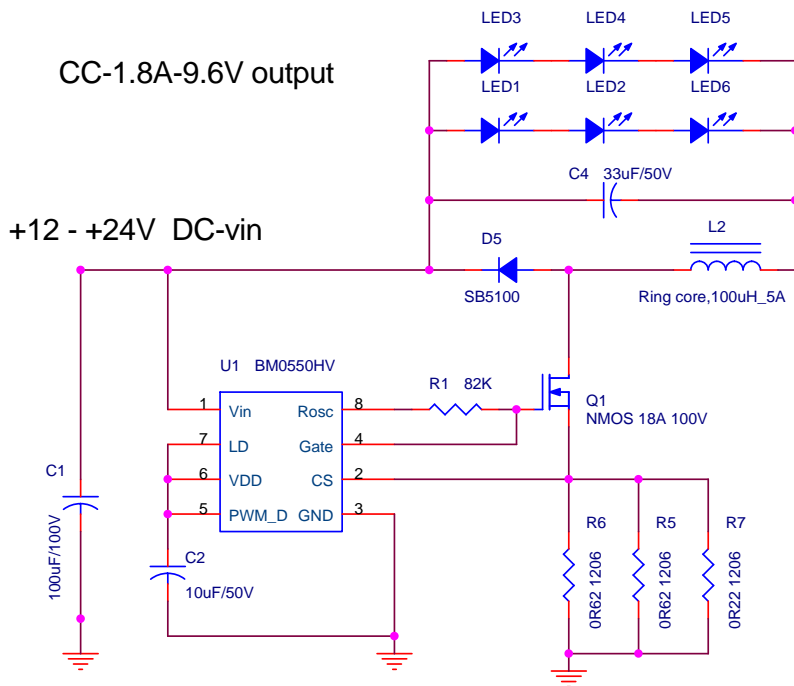 LED3 LED4 LED5
CC-1.8A-9.6V output
LED1 LED2 LED6
C4 33uF/50V
+12 - +24V DC-vin
D5
L2
SB5100
Ring core,100uH_5A
U1 BM0550HV
R1 82K
Q1
NMOS 18A 100V
1 Vin Rosc 8
7 LD Gate 4
6 VDD CS 2
5 PWM_D GND 3
C1
100uF/100V
C2
10uF/50V
R6 R5 R7
0R62 1206
0R62 1206
0R22 1206